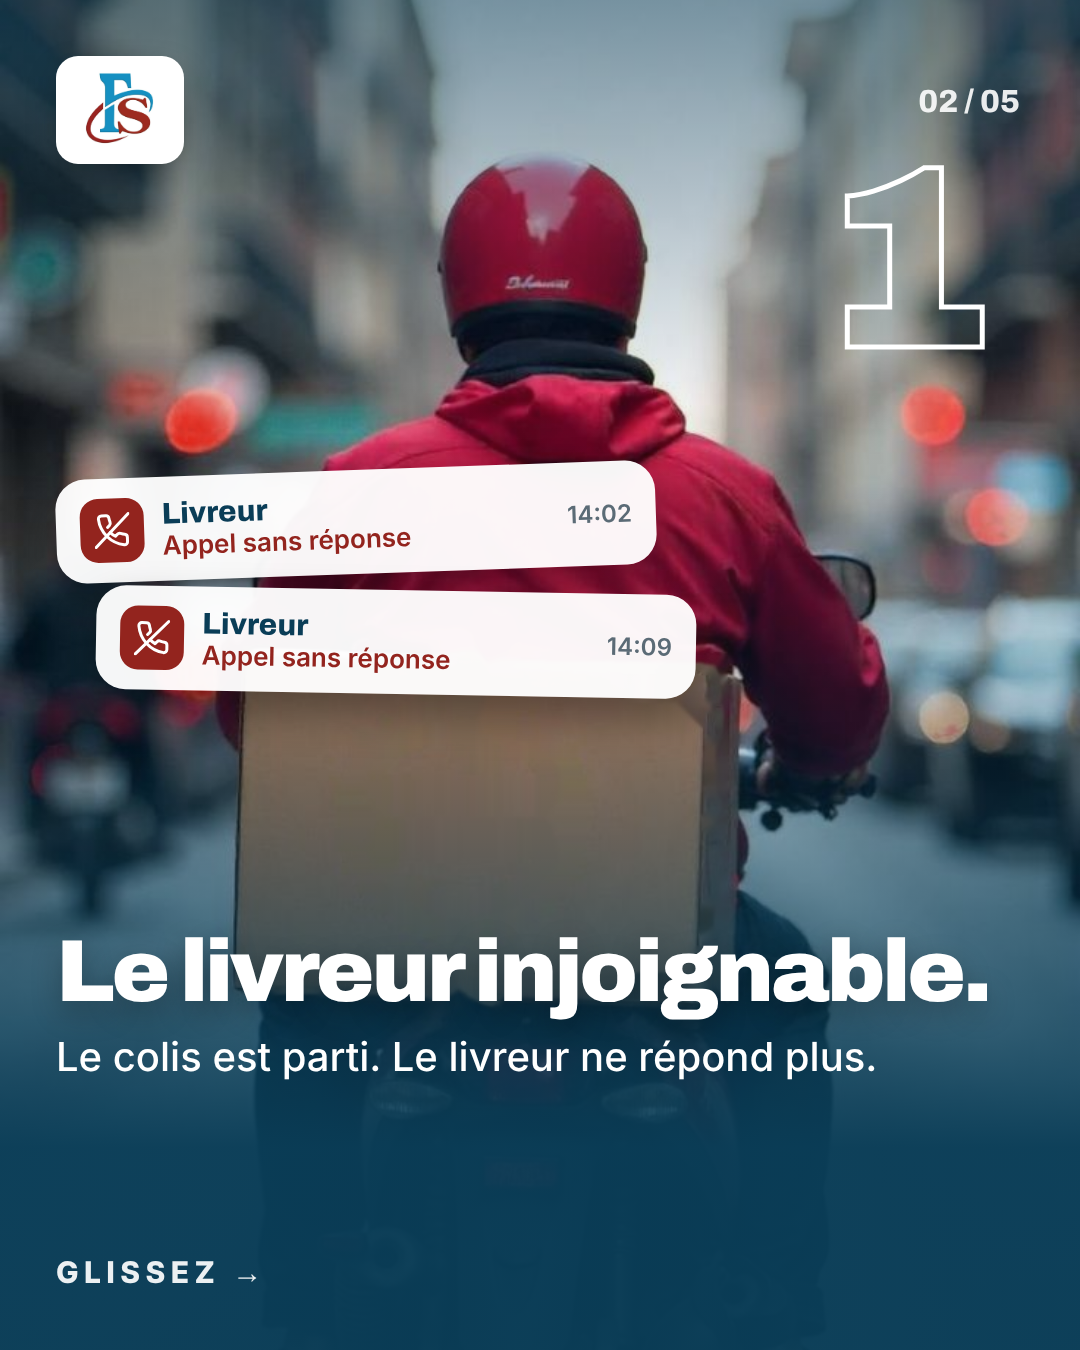 FS
02 / 05
1
Livreur
Appel sans réponse
14:02
Livreur
Appel sans réponse
14:09
Le livreur injoignable.
Le colis est parti. Le livreur ne répond plus.
GLISSEZ →